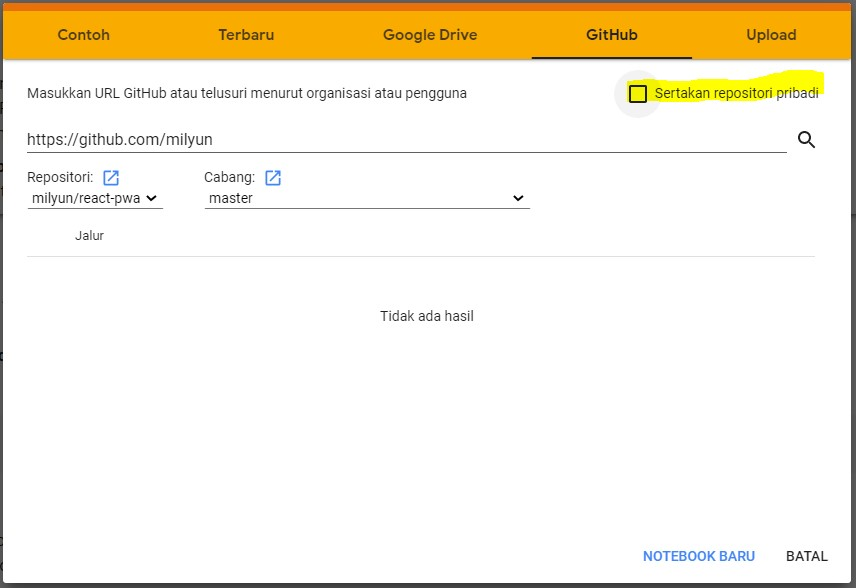 Contoh Terbaru Google Drive GitHub Upload
Masukkan URL GitHub atau telusuri menurut organisasi atau pengguna Sertakan repositori pribadi
https://github.com/milyun
Repositori: Cabang:
milyun/react-pwa master
Jalur
Tidak ada hasil
NOTEBOOK BARU BATAL